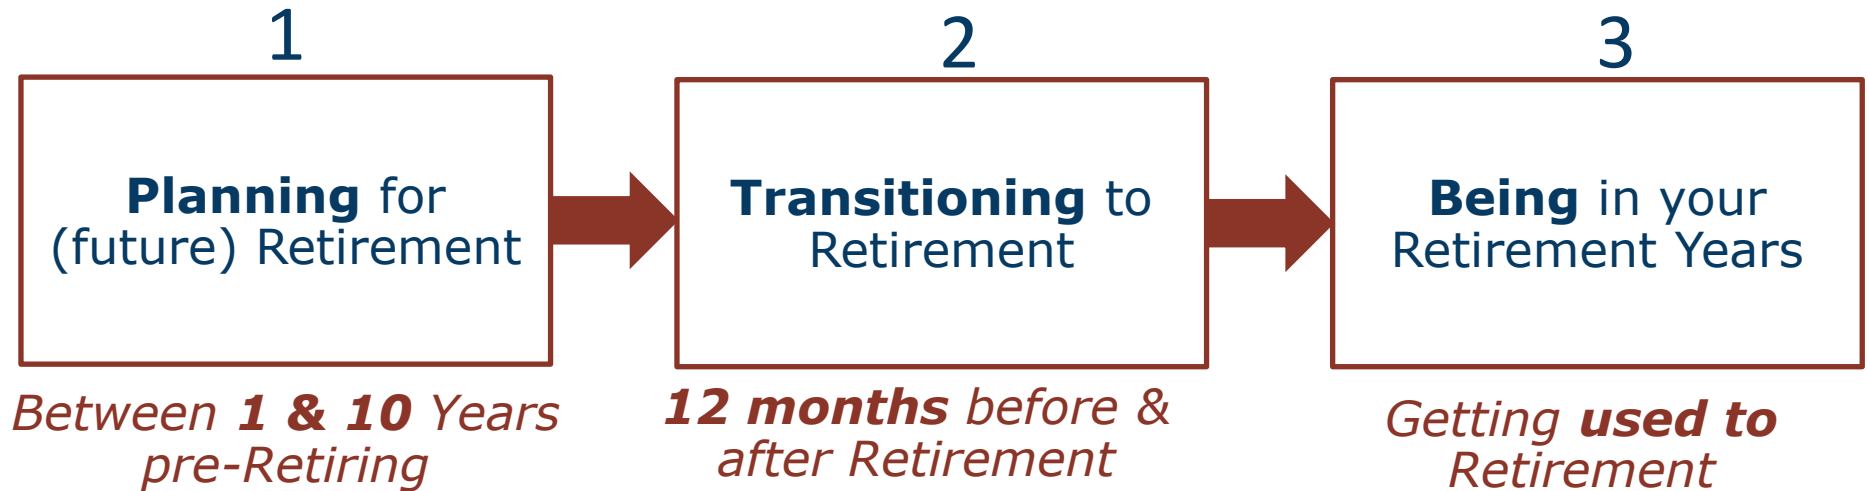 1
Planning for
(future) Retirement
Between 1 & 10 Years
pre-Retiring
2
Transitioning to
Retirement
12 months before &
after Retirement
3
Being in your
Retirement Years
Getting used to
Retirement